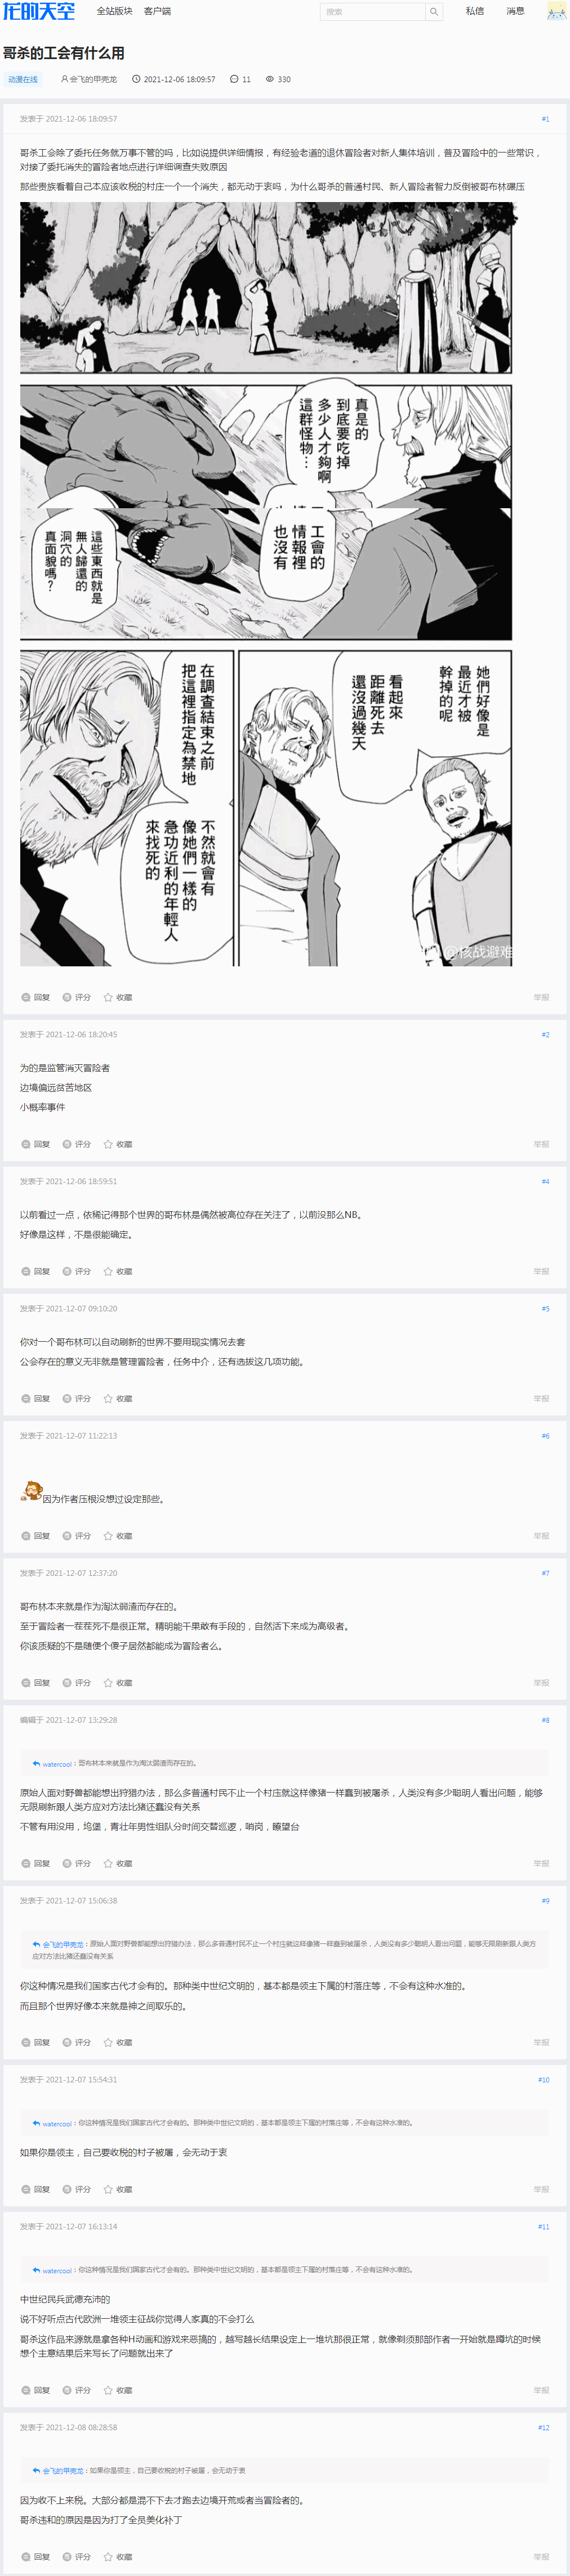 龙的天空
全站版块 客户端 搜索 私信 消息
哥杀的工会有什么用
动漫在线 会飞的甲壳龙 2021-12-06 18:09:57 11 330
发表于 2021-12-06 18:09:57 #1
哥杀工会除了委托任务就万事不管的吗，比如说提供详细情报，有经验老道的退休冒险者对新人集体培训，普及冒险中的一些常识，
对接了委托消失的冒险者地点进行详细调查失败原因
那些贵族看着自己本应该收税的村庄一个一个消失，都无动于衷吗，为什么哥杀的普通村民、新人冒险者智力反倒被哥布林碾压
真是的
到底要吃掉
多少人才夠啊
這群怪物…
工會的
情報裡
也沒有
這些東西就是
無人歸還的
洞穴的
真面貌嗎？
她們好像是
最近才被
幹掉的呢
看起來
距離死去
還沒過幾天
在調查結束之前
把這裡指定為禁地
不然就會有
像她們一樣的
急功近利的年輕人
來找死的
@核战避难
回复 评分 收藏 举报
发表于 2021-12-06 18:20:45 #2
为的是监管消灭冒险者
边境偏远贫苦地区
小概率事件
回复 评分 收藏 举报
发表于 2021-12-06 18:59:51 #4
以前看过一点，依稀记得那个世界的哥布林是偶然被高位存在关注了，以前没那么NB。
好像是这样，不是很能确定。
回复 评分 收藏 举报
发表于 2021-12-07 09:10:20 #5
你对一个哥布林可以自动刷新的世界不要用现实情况去套
公会存在的意义无非就是管理冒险者，任务中介，还有选拔这几项功能。
回复 评分 收藏 举报
发表于 2021-12-07 11:22:13 #6
因为作者压根没想过设定那些。
回复 评分 收藏 举报
发表于 2021-12-07 12:37:20 #7
哥布林本来就是作为淘汰弱渣而存在的。
至于冒险者一茬茬死不是很正常。精明能干果敢有手段的，自然活下来成为高级者。
你该质疑的不是随便个傻子居然都能成为冒险者么。
回复 评分 收藏 举报
编辑于 2021-12-07 13:29:28 #8
watercool：哥布林本来就是作为淘汰弱渣而存在的。
原始人面对野兽都能想出狩猎办法，那么多普通村民不止一个村庄就这样像猪一样蠢到被屠杀，人类没有多少聪明人看出问题，能够
无限刷新跟人类方应对方法比猪还蠢没有关系
不管有用没用，坞堡，青壮年男性组队分时间交替巡逻，哨岗，瞭望台
回复 评分 收藏 举报
发表于 2021-12-07 15:06:38 #9
会飞的甲壳龙：原始人面对野兽都能想出狩猎办法，那么多普通村民不止一个村庄就这样像猪一样蠢到被屠杀，人类没有多少聪明人看出问题，能够无限刷新跟人类方
应对方法比猪还蠢没有关系
你这种情况是我们国家古代才会有的。那种类中世纪文明的，基本都是领主下属的村落庄等，不会有这种水准的。
而且那个世界好像本来就是神之间取乐的。
回复 评分 收藏 举报
发表于 2021-12-07 15:54:31 #10
watercool：你这种情况是我们国家古代才会有的。那种类中世纪文明的，基本都是领主下属的村落庄等，不会有这种水准的。
如果你是领主，自己要收税的村子被屠，会无动于衷
回复 评分 收藏 举报
发表于 2021-12-07 16:13:14 #11
watercool：你这种情况是我们国家古代才会有的。那种类中世纪文明的，基本都是领主下属的村落庄等，不会有这种水准的。
中世纪民兵武德充沛的
说不好听点古代欧洲一堆领主征战你觉得人家真的不会打么
哥杀这作品来源就是拿各种H动画和游戏来恶搞的，越写越长结果设定上一堆坑那很正常，就像剃须那部作者一开始就是蹲坑的时候
想个主意结果后来写长了问题就出来了
回复 评分 收藏 举报
发表于 2021-12-08 08:28:58 #12
会飞的甲壳龙：如果你是领主，自己要收税的村子被屠，会无动于衷
因为收不上来税。大部分都是混不下去才跑去边境开荒或者当冒险者的。
哥杀违和的原因是因为打了全员美化补丁
回复 评分 收藏 举报